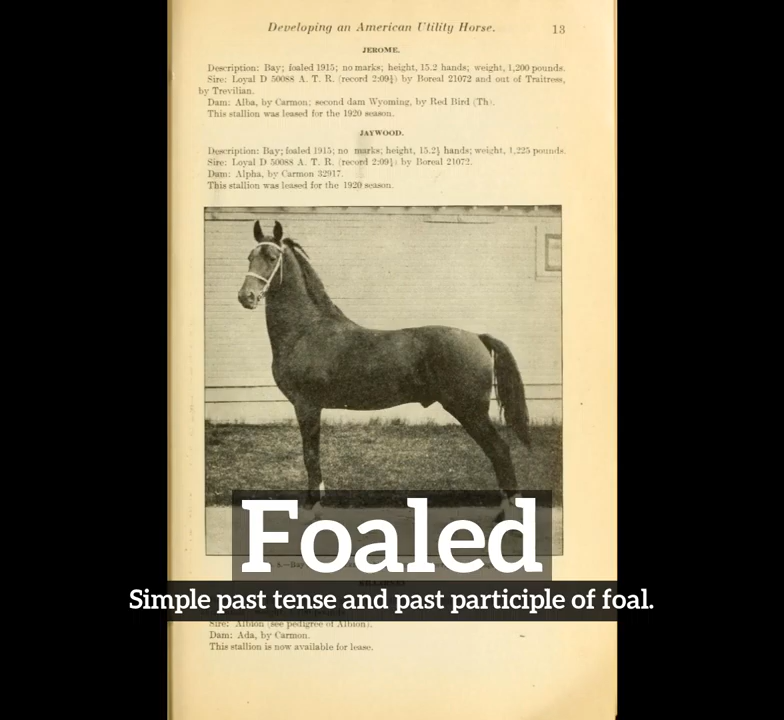 Developing an American Utility Horse. 13
JEROME.
Description: Bay; foaled 1915; no marks; height, 15.2 hands; weight, 1,200 pounds.
Sire: Loyal D 50088 A. T. R. (record 2:09¼) by Boreal 21072 and out of Traitress,
by Trevilian.
Dam: Alba, by Carmon; second dam Wyoming, by Red Bird (Th).
This stallion was leased for the 1920 season.
JAYWOOD.
Description: Bay; foaled 1915; no marks; height, 15.2½ hands; weight, 1,225 pounds.
Sire: Loyal D 50088 A. T. R. (record 2:09¼) by Boreal 21072.
Dam: Alpha, by Carmon 32917.
This stallion was leased for the 1920 season.
Foaled
Simple past tense and past participle of foal.
Sire: Albion (see pedigree of Albion).
Dam: Ada, by Carmon.
This stallion is now available for lease.